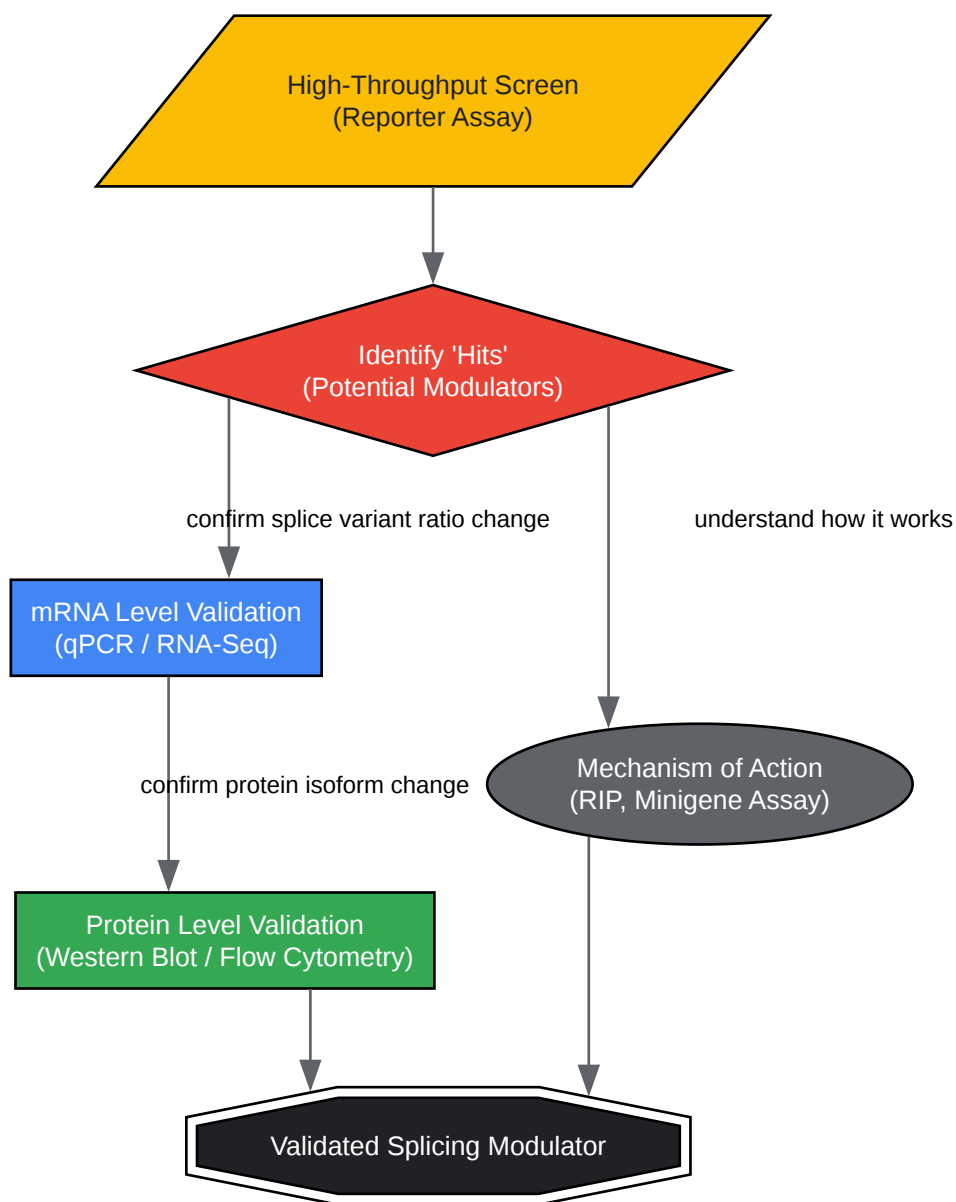 High-Throughput Screen
(Reporter Assay)
Identify 'Hits'
(Potential Modulators)
confirm splice variant ratio change
understand how it works
mRNA Level Validation
(qPCR / RNA-Seq)
confirm protein isoform change
Mechanism of Action
(RIP, Minigene Assay)
Protein Level Validation
(Western Blot / Flow Cytometry)
Validated Splicing Modulator